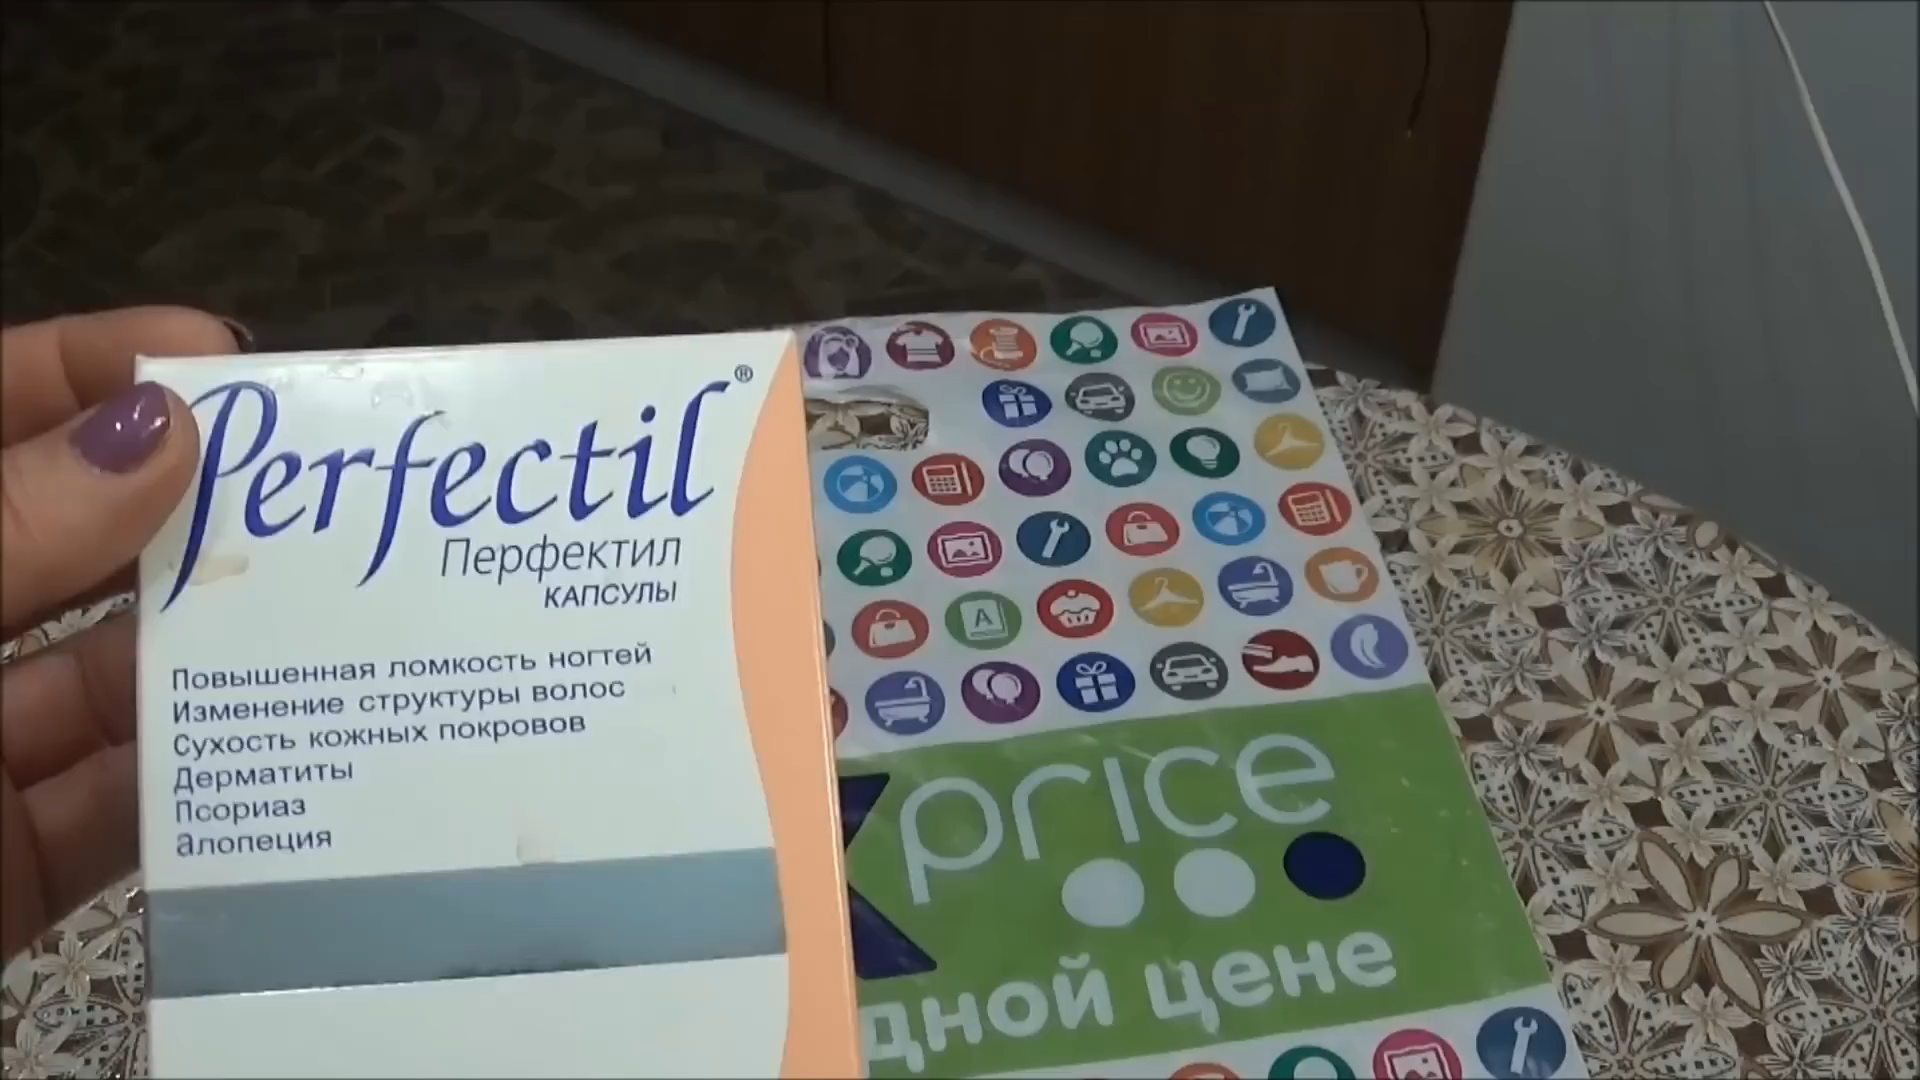 Perfectil®
Перфектил
КАПСУЛЫ
Повышенная ломкость ногтей
Изменение структуры волос
Сухость кожных покровов
Дерматиты
Псориаз
Алопеция
A
price
дной цене